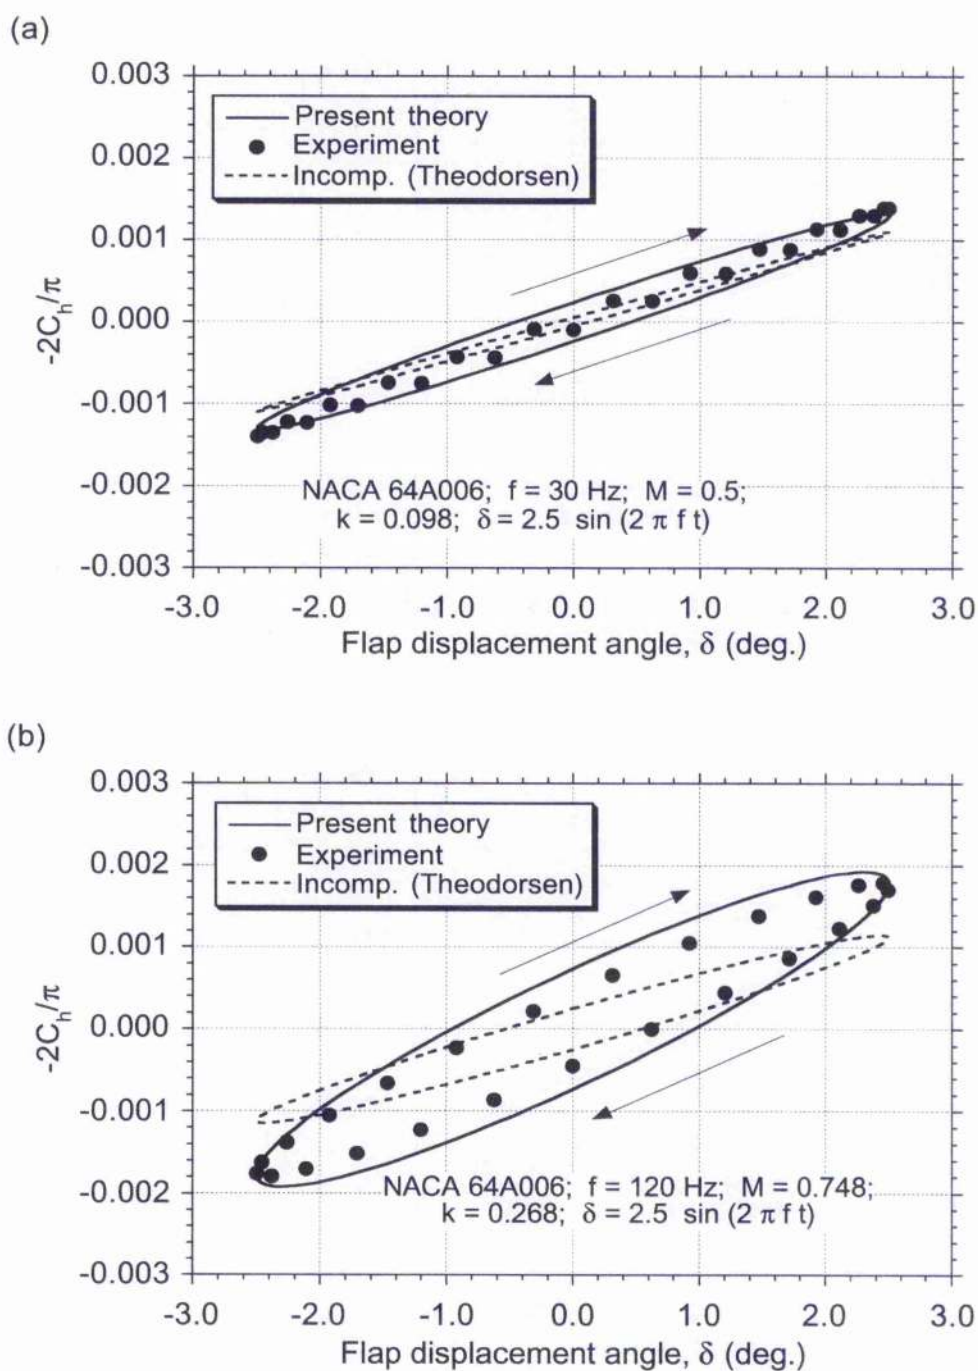 (a)
0.003
0.002
0.001
0.000
-0.001
-0.002
-0.003
-2Cₕ/π
Present theory
Experiment
Incomp. (Theodorsen)
NACA 64A006; f = 30 Hz; M = 0.5;
k = 0.098; δ = 2.5 sin (2 π f t)
-3.0 -2.0 -1.0 0.0 1.0 2.0 3.0
Flap displacement angle, δ (deg.)
(b)
0.003
0.002
0.001
0.000
-0.001
-0.002
-0.003
-2Cₕ/π
Present theory
Experiment
Incomp. (Theodorsen)
NACA 64A006; f = 120 Hz; M = 0.748;
k = 0.268; δ = 2.5 sin (2 π f t)
-3.0 -2.0 -1.0 0.0 1.0 2.0 3.0
Flap displacement angle, δ (deg.)